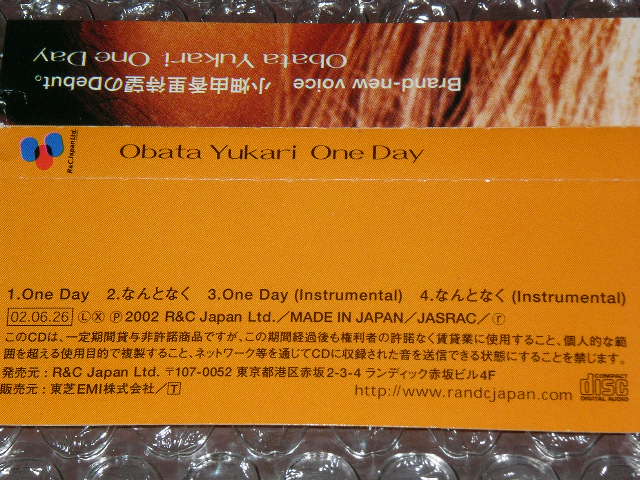 Brand-new voice 小畑由香里待望のDebut。
Obata Yukari One Day
R&C Japan Ltd.
Obata Yukari One Day
1.One Day 2.なんとなく 3.One Day (Instrumental) 4.なんとなく (Instrumental)
02.06.26 Ⓛ Ⓧ Ⓟ 2002 R&C Japan Ltd.／MADE IN JAPAN／JASRAC／ⓡ
このCDは、一定期間貸与非許諾商品ですが、この期間経過後も権利者の許諾なく賃貸業に使用すること、個人的な範
囲を超える使用目的で複製すること、ネットワーク等を通じてCDに収録された音を送信できる状態にすることを禁じます。
発売元：R&C Japan Ltd. 〒107-0052 東京都港区赤坂2-3-4 ランディック赤坂ビル4F
販売元：東芝EMI株式会社／T
http://www.randcjapan.com
COMPACT disc DIGITAL AUDIO